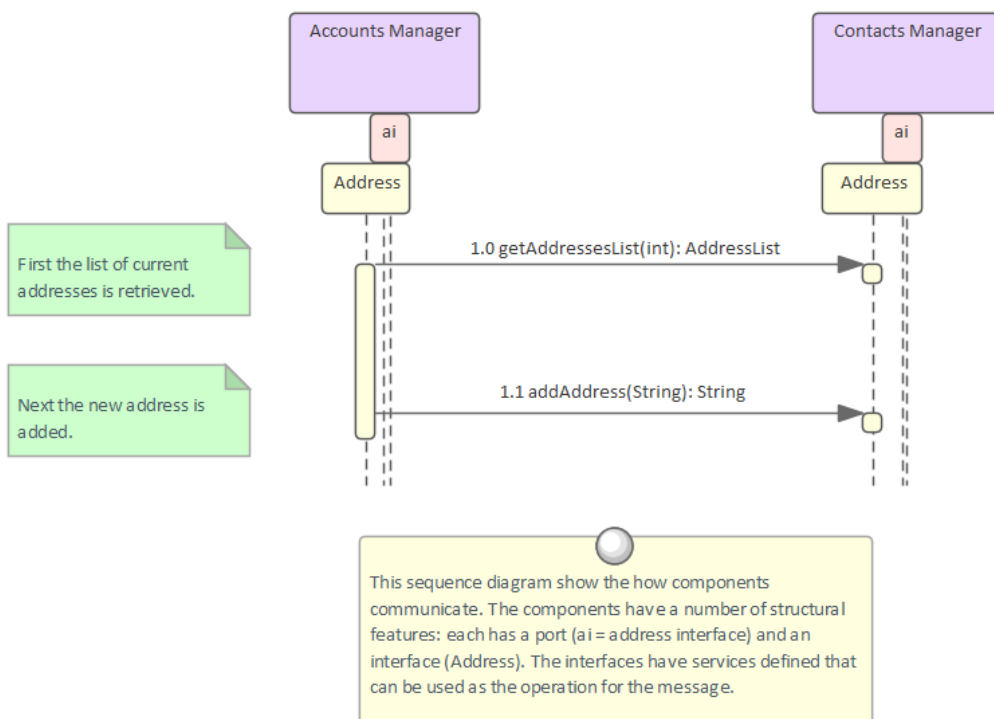 Accounts Manager
Contacts Manager
ai
ai
Address
Address
First the list of current
addresses is retrieved.
1.0 getAddressesList(int): AddressList
Next the new address is
added.
1.1 addAddress(String): String
This sequence diagram show the how components
communicate. The components have a number of structural
features: each has a port (ai = address interface) and an
interface (Address). The interfaces have services defined that
can be used as the operation for the message.